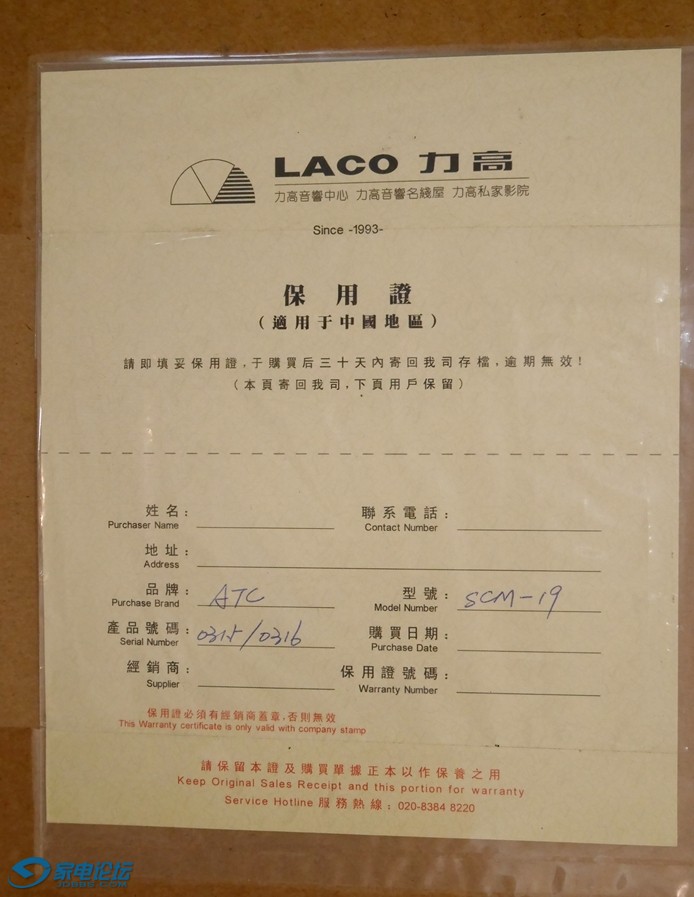 LACO 力高
力高音響中心 力高音響名綫屋 力高私家影院
Since -1993-
保用證
(適用于中國地區)
請即填妥保用證,于購買后三十天內寄回我司存檔,逾期無效!
(本頁寄回我司,下頁用戶保留)
姓名: 聯系電話:
Purchaser Name Contact Number
地址:
Address
品牌: ATC 型號: SCM-19
Purchase Brand Model Number
產品號碼: 0315/0316 購買日期:
Serial Number Purchase Date
經銷商: 保用證號碼:
Supplier Warranty Number
保用證必須有經銷商蓋章,否則無效
This Warranty certificate is only valid with company stamp
請保留本證及購買單據正本以作保養之用
Keep Original Sales Receipt and this portion for warranty
Service Hotline 服務熱線: 020-8384 8220
家电论坛
JDBBS.COM